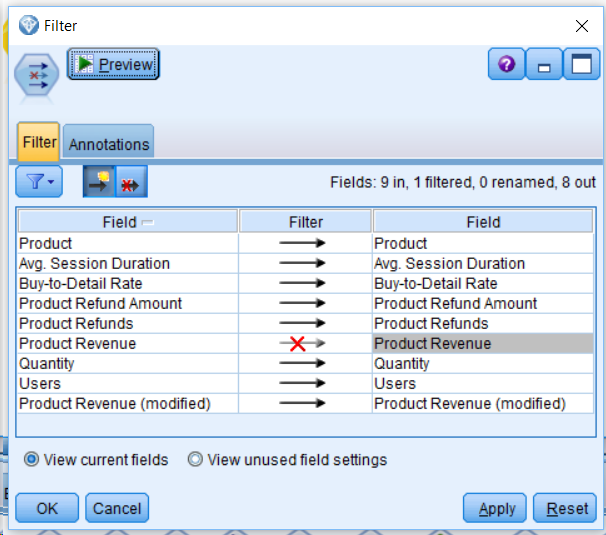 Filter
Preview
Filter Annotations
Fields: 9 in, 1 filtered, 0 renamed, 8 out
Field Filter Field
Product Product
Avg. Session Duration Avg. Session Duration
Buy-to-Detail Rate Buy-to-Detail Rate
Product Refund Amount Product Refund Amount
Product Refunds Product Refunds
Product Revenue Product Revenue
Quantity Quantity
Users Users
Product Revenue (modified) Product Revenue (modified)
View current fields View unused field settings
OK Cancel Apply Reset